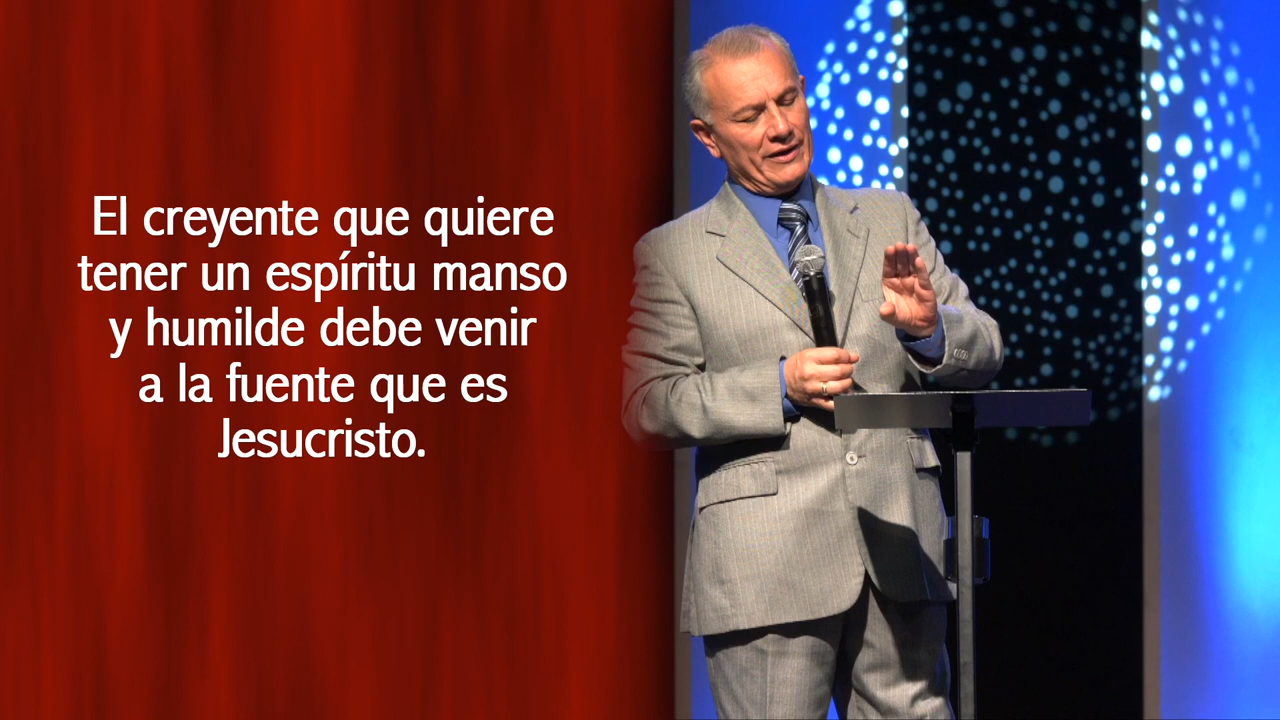 El creyente que quiere
tener un espíritu manso
y humilde debe venir
a la fuente que es
Jesucristo.